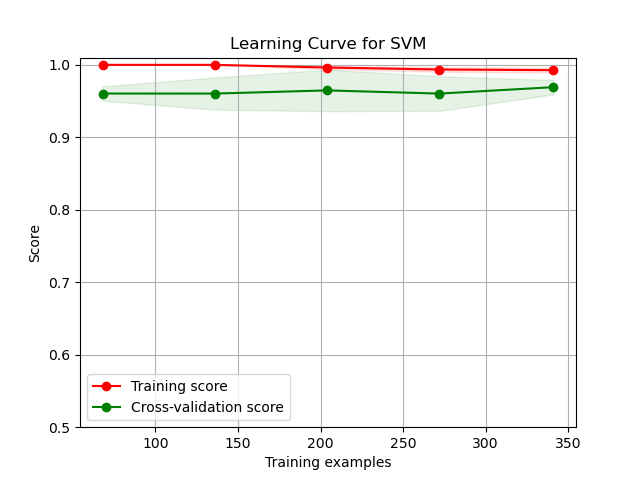 Learning Curve for SVM
1.0
0.9
0.8
0.7
0.6
0.5
Score
Training score
Cross-validation score
100
150
200
250
300
350
Training examples